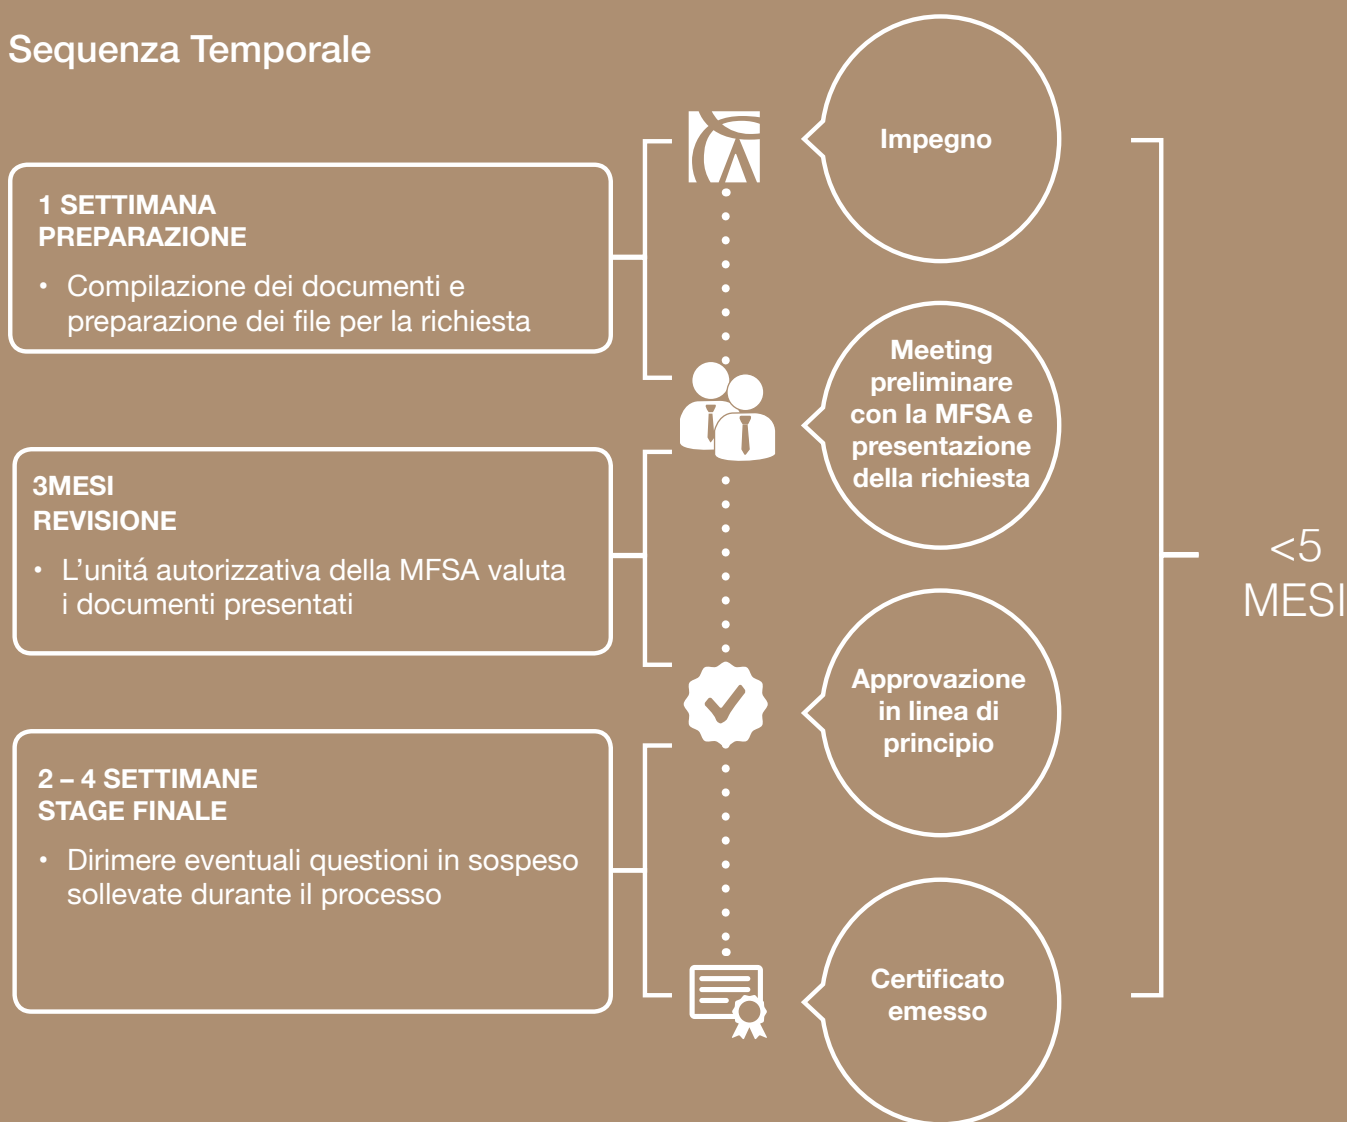 Sequenza Temporale
Impegno
1 SETTIMANA
PREPARAZIONE
• Compilazione dei documenti e
preparazione dei file per la richiesta
Meeting
preliminare
con la MFSA e
presentazione
della richiesta
3MESI
REVISIONE
• L’unitá autorizzativa della MFSA valuta
i documenti presentati
<5
MESI
Approvazione
in linea di
principio
2 – 4 SETTIMANE
STAGE FINALE
• Dirimere eventuali questioni in sospeso
sollevate durante il processo
Certificato
emesso